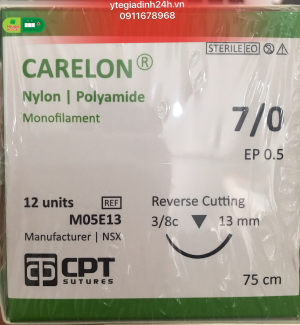 ytegiadinh24h.vn
0911678968
STERILE EO
CARELON®
Nylon | Polyamide
Monofilament
7/0
EP 0.5
12 units REF
M05E13
Manufacturer | NSX
Reverse Cutting
3/8c 13 mm
CPT
SUTURES
75 cm